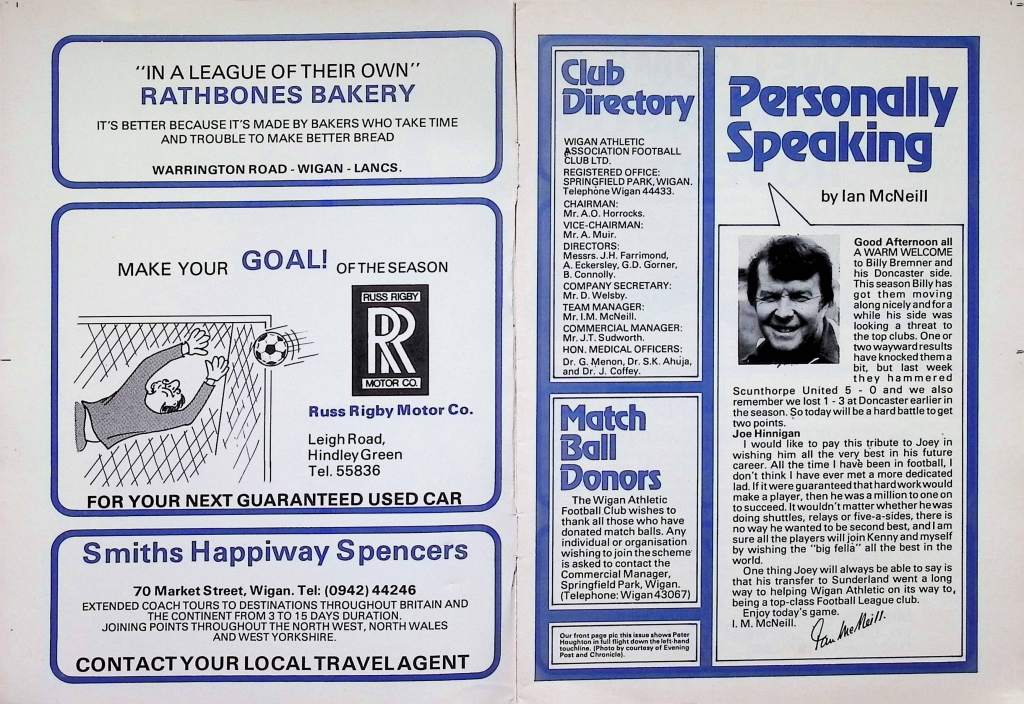 "IN A LEAGUE OF THEIR OWN"
RATHBONES BAKERY
IT'S BETTER BECAUSE IT'S MADE BY BAKERS WHO TAKE TIME
AND TROUBLE TO MAKE BETTER BREAD
WARRINGTON ROAD - WIGAN - LANCS.
MAKE YOUR GOAL! OF THE SEASON
RUSS RIGBY
RR
MOTOR CO.
Russ Rigby Motor Co.
Leigh Road,
Hindley Green
Tel. 55836
FOR YOUR NEXT GUARANTEED USED CAR
Smiths Happiway Spencers
70 Market Street, Wigan. Tel: (0942) 44246
EXTENDED COACH TOURS TO DESTINATIONS THROUGHOUT BRITAIN AND
THE CONTINENT FROM 3 TO 15 DAYS DURATION.
JOINING POINTS THROUGHOUT THE NORTH WEST, NORTH WALES
AND WEST YORKSHIRE.
CONTACT YOUR LOCAL TRAVEL AGENT
Club
Directory
WIGAN ATHLETIC
ASSOCIATION FOOTBALL
CLUB LTD.
REGISTERED OFFICE:
SPRINGFIELD PARK, WIGAN.
Telephone Wigan 44433.
CHAIRMAN:
Mr. A.O. Horrocks.
VICE-CHAIRMAN:
Mr. A. Muir.
DIRECTORS:
Messrs. J.H. Farrimond,
A. Eckersley, G.D. Gorner,
B. Connolly.
COMPANY SECRETARY:
Mr. D. Welsby.
TEAM MANAGER:
Mr. I.M. McNeill.
COMMERCIAL MANAGER:
Mr. J.T. Sudworth.
HON. MEDICAL OFFICERS:
Dr. G. Menon, Dr. S.K. Ahuja,
and Dr. J. Coffey.
Match
Ball
Donors
The Wigan Athletic
Football Club wishes to
thank all those who have
donated match balls. Any
individual or organisation
wishing to join the scheme
is asked to contact the
Commercial Manager,
Springfield Park, Wigan.
(Telephone: Wigan 43067)
Our front page pic this issue shows Peter
Houghton in full flight down the left-hand
touchline. (Photo by courtesy of Evening
Post and Chronicle).
Personally
Speaking
by Ian McNeill
Good Afternoon all
A WARM WELCOME
to Billy Bremner and
his Doncaster side.
This season Billy has
got them moving
along nicely and for a
while his side was
looking a threat to
the top clubs. One or
two wayward results
have knocked them a
bit, but last week
they hammered
Scunthorpe United 5 - 0 and we also
remember we lost 1 - 3 at Doncaster earlier in
the season. So today will be a hard battle to get
two points.
Joe Hinnigan
I would like to pay this tribute to Joey in
wishing him all the very best in his future
career. All the time I have been in football, I
don't think I have ever met a more dedicated
lad. If it were guaranteed that hard work would
make a player, then he was a million to one on
to succeed. It wouldn't matter whether he was
doing shuttles, relays or five-a-sides, there is
no way he wanted to be second best, and I am
sure all the players will join Kenny and myself
by wishing the "big fella" all the best in the
world.
One thing Joey will always be able to say is
that his transfer to Sunderland went a long
way to helping Wigan Athletic on its way to,
being a top-class Football League club.
Enjoy today's game.
I. M. McNeill.
Ian McNeill.